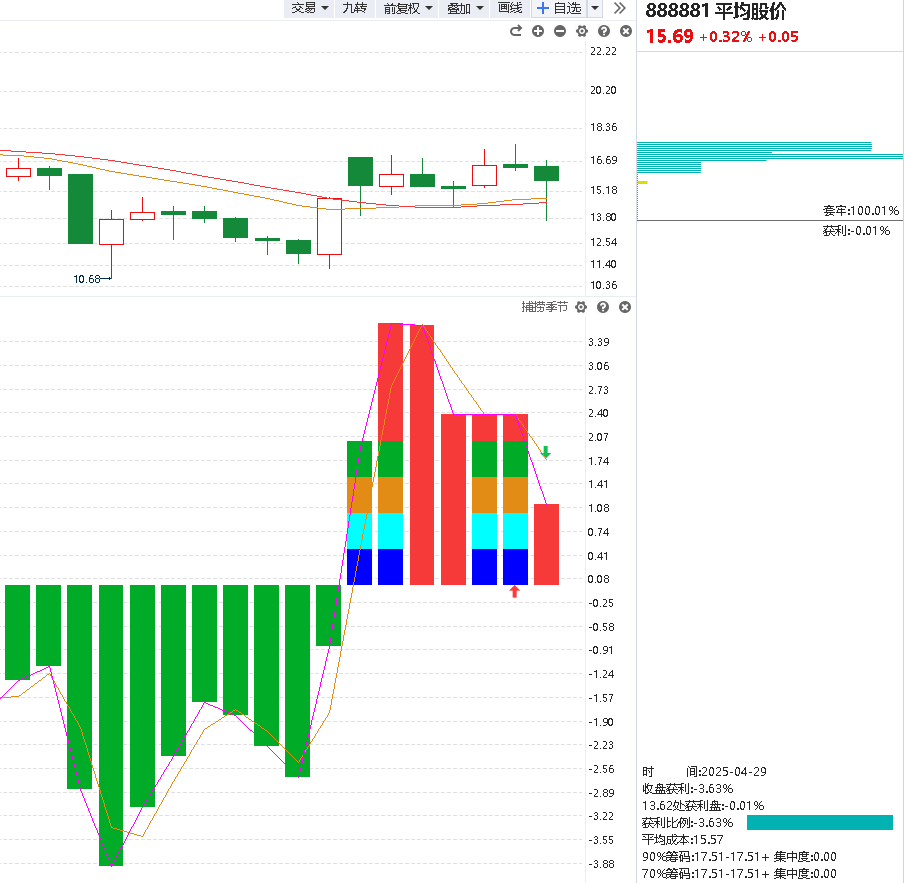 交易 九转 前复权 叠加 画线 自选
888881 平均股价
15.69 +0.32% +0.05
22.22
20.20
18.36
16.69
15.18
13.80
12.54
11.40
10.36
10.68
套牢:100.01%
获利:-0.01%
捕捞季节
3.39
3.06
2.73
2.40
2.07
1.74
1.41
1.08
0.74
0.41
0.08
-0.25
-0.58
-0.91
-1.24
-1.57
-1.90
-2.23
-2.56
-2.89
-3.22
-3.55
-3.88
时 间:2025-04-29
收盘获利:-3.63%
13.62处获利盘:-0.01%
获利比例:-3.63%
平均成本:15.57
90%筹码:17.51-17.51+ 集中度:0.00
70%筹码:17.51-17.51+ 集中度:0.00